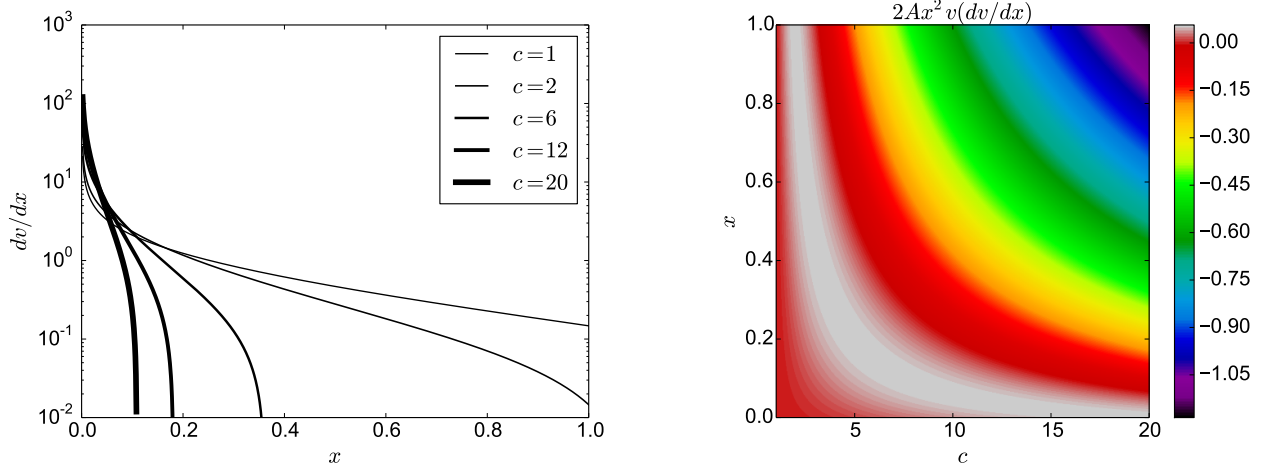 10^3
10^2
10^1
10^0
10^-1
10^-2
dv/dx
0.0 0.2 0.4 0.6 0.8 1.0
x
c=1
c=2
c=6
c=12
c=20
2Ax^2 v(dv/dx)
1.0
0.8
0.6
0.4
0.2
0.0
x
5 10 15 20
c
0.00
−0.15
−0.30
−0.45
−0.60
−0.75
−0.90
−1.05